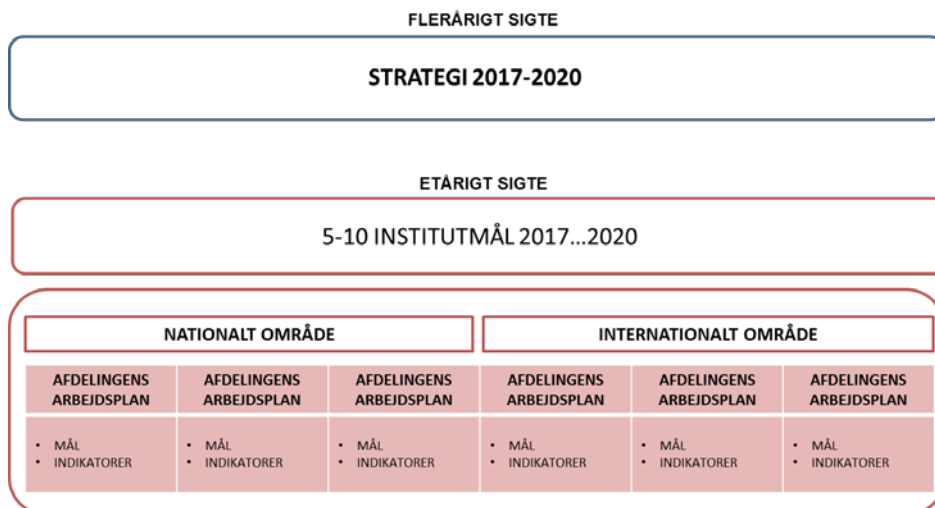 FLERÅRIGT SIGTE
STRATEGI 2017-2020
ETÅRIGT SIGTE
5-10 INSTITUTMÅL 2017...2020
NATIONALT OMRÅDE
INTERNATIONALT OMRÅDE
AFDELINGENS
ARBEJDSPLAN
AFDELINGENS
ARBEJDSPLAN
AFDELINGENS
ARBEJDSPLAN
AFDELINGENS
ARBEJDSPLAN
AFDELINGENS
ARBEJDSPLAN
AFDELINGENS
ARBEJDSPLAN
• MÅL
• INDIKATORER
• MÅL
• INDIKATORER
• MÅL
• INDIKATORER
• MÅL
• INDIKATORER
• MÅL
• INDIKATORER
• MÅL
• INDIKATORER